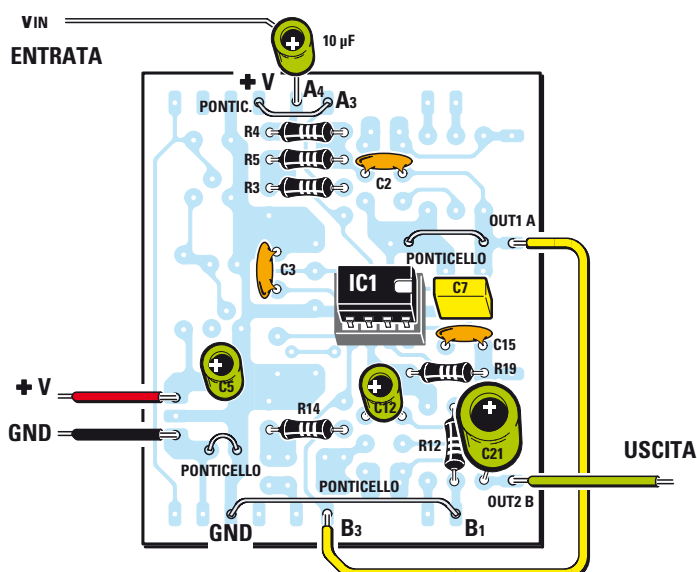 VIN
ENTRATA
10 µF
+ V
A4
PONTIC.
A3
R4
R5
R3
C2
OUT1 A
PONTICELLO
C3
IC1
C7
C15
R19
C5
C12
+ V
GND
R14
R12
C21
USCITA
PONTICELLO
PONTICELLO
OUT2 B
GND
B3
B1